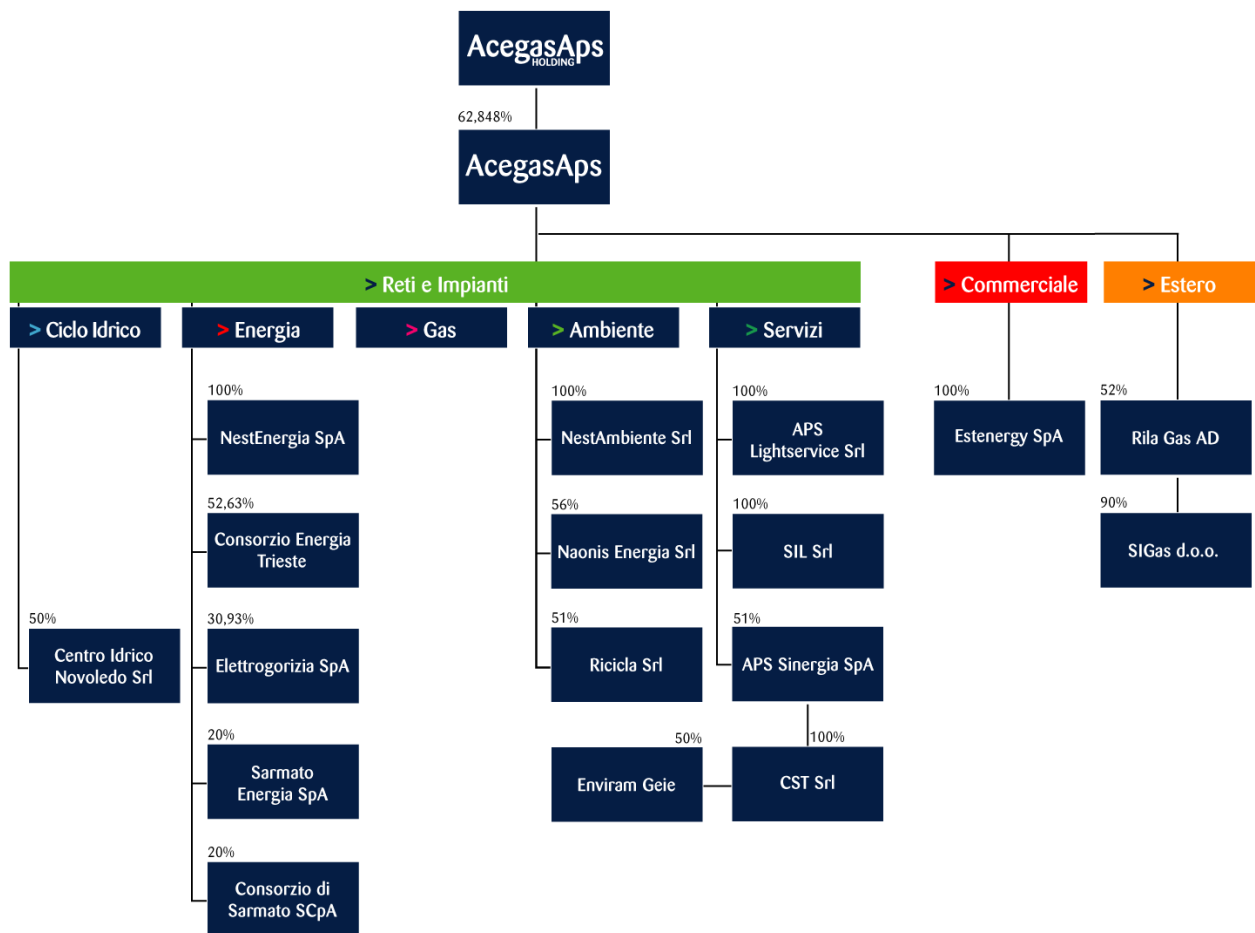 AcegasAps
HOLDING
62,848%
AcegasAps
> Reti e Impianti
> Commerciale
> Estero
> Ciclo Idrico
> Energia
> Gas
> Ambiente
> Servizi
100%
NestEnergia SpA
52,63%
Consorzio Energia
Trieste
50%
Centro Idrico
Novoledo Srl
30,93%
Elettrogorizia SpA
20%
Sarmato
Energia SpA
20%
Consorzio di
Sarmato SCpA
100%
NestAmbiente Srl
56%
Naonis Energia Srl
51%
Ricicla Srl
50%
Enviram Geie
100%
APS
Lightservice Srl
100%
SIL Srl
51%
APS Sinergia SpA
100%
CST Srl
100%
Estenergy SpA
52%
Rila Gas AD
90%
SIGas d.o.o.